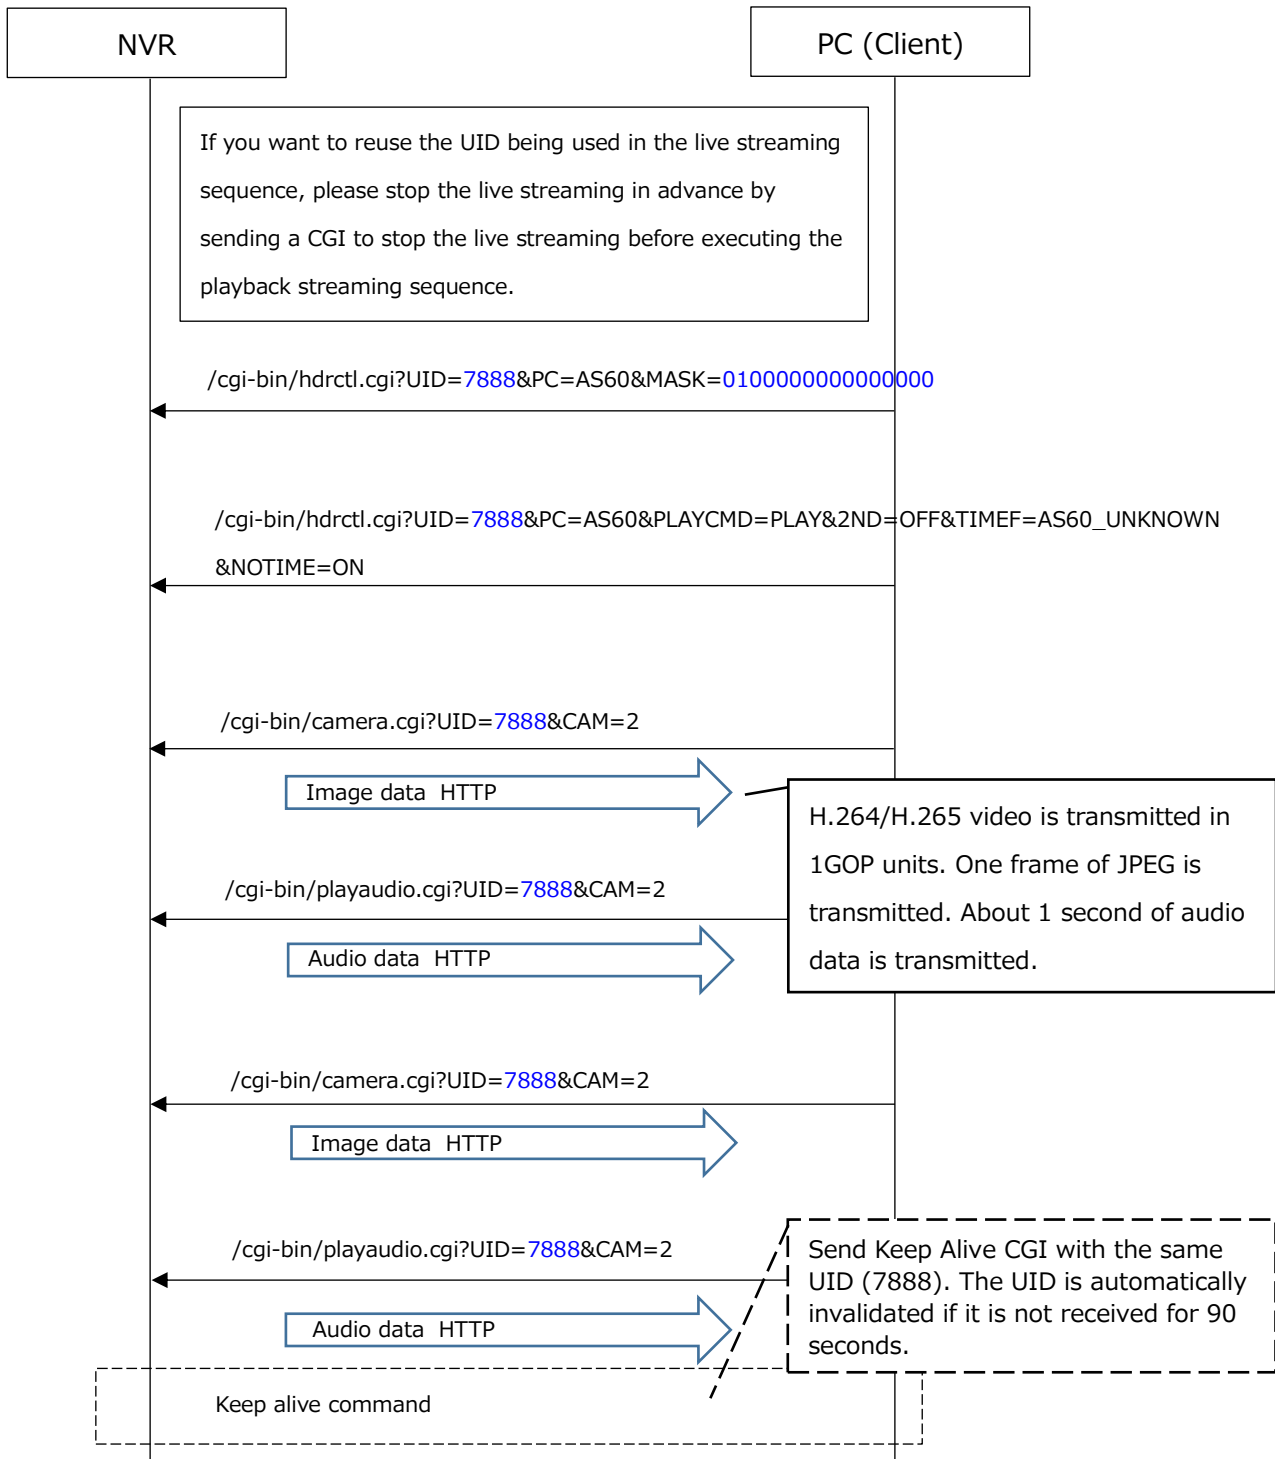 NVR
PC (Client)
If you want to reuse the UID being used in the live streaming
sequence, please stop the live streaming in advance by
sending a CGI to stop the live streaming before executing the
playback streaming sequence.
/cgi-bin/hdrctl.cgi?UID=7888&PC=AS60&MASK=0100000000000000
/cgi-bin/hdrctl.cgi?UID=7888&PC=AS60&PLAYCMD=PLAY&2ND=OFF&TIMEF=AS60_UNKNOWN
&NOTIME=ON
/cgi-bin/camera.cgi?UID=7888&CAM=2
Image data  HTTP
H.264/H.265 video is transmitted in
1GOP units. One frame of JPEG is
transmitted. About 1 second of audio
data is transmitted.
/cgi-bin/playaudio.cgi?UID=7888&CAM=2
Audio data  HTTP
/cgi-bin/camera.cgi?UID=7888&CAM=2
Image data  HTTP
/cgi-bin/playaudio.cgi?UID=7888&CAM=2
Send Keep Alive CGI with the same
UID (7888). The UID is automatically
invalidated if it is not received for 90
seconds.
Audio data  HTTP
Keep alive command